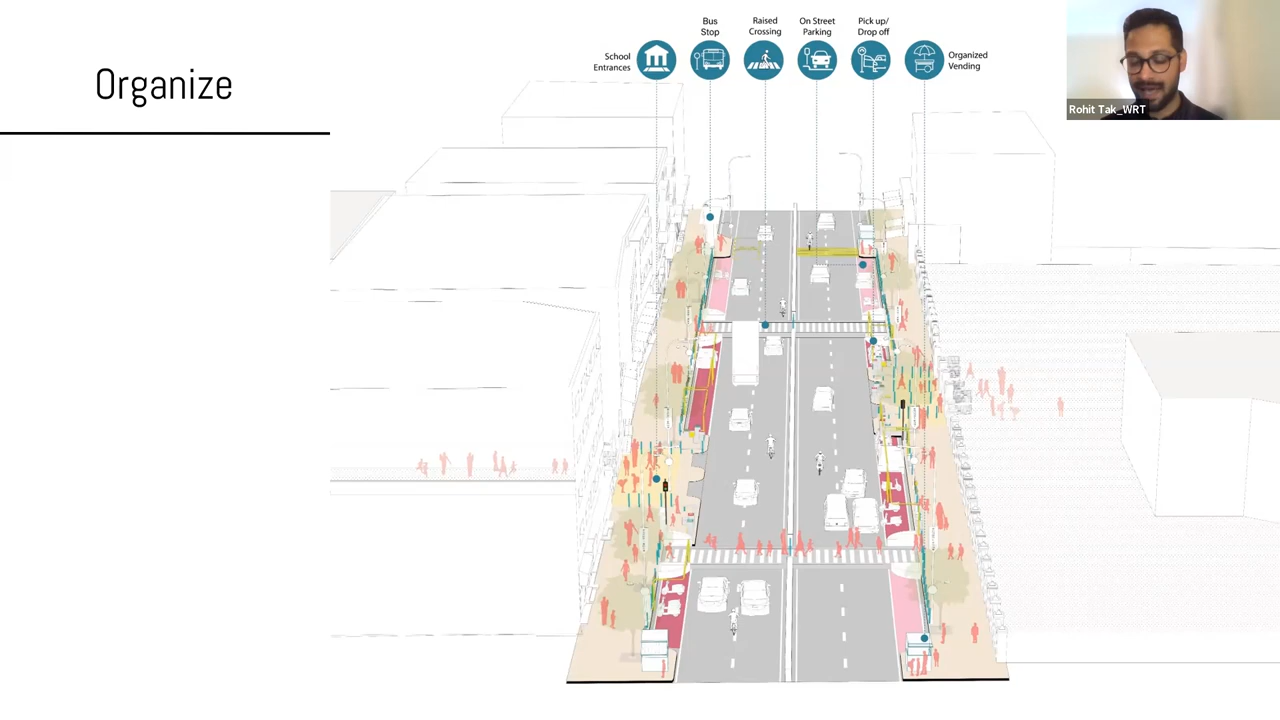 Organize
School
Entrances
Bus
Stop
Raised
Crossing
On Street
Parking
Pick up/
Drop off
Organized
Vending
Rohit Tak_WRT